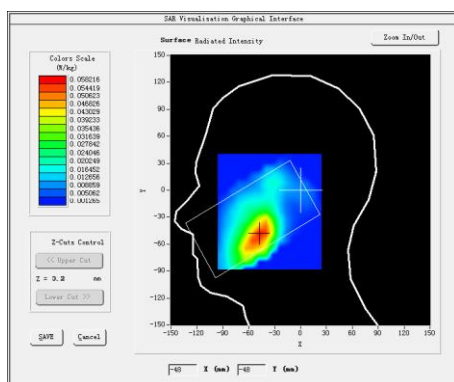 SAR Visualisation Graphical Interface
Surface Radiated Intensity
Zoom In/Out
Colors Scale
(W/kg)
0.058216
0.054419
0.050623
0.046826
0.043029
0.039233
0.035436
0.031639
0.027842
0.024046
0.020249
0.016452
0.012656
0.008859
0.005062
0.001265
Z-Cuts Control
<< Upper Cut
Z = 3.2 mm
Lower Cut >>
SAVE Cancel
150
120
90
60
30
Y 0
-30
-60
-90
-120
-150
-150 -120 -90 -60 -30 0 30 60 90 120 150
X
-48 X (mm) -48 Y (mm)